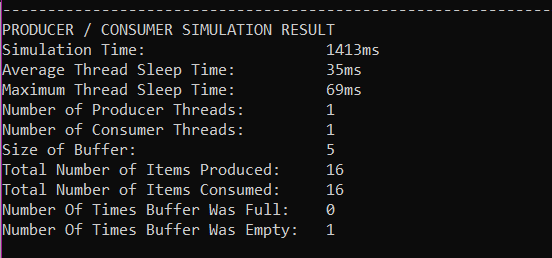 --------------------------------------------------------------
PRODUCER / CONSUMER SIMULATION RESULT
Simulation Time: 1413ms
Average Thread Sleep Time: 35ms
Maximum Thread Sleep Time: 69ms
Number of Producer Threads: 1
Number of Consumer Threads: 1
Size of Buffer: 5
Total Number of Items Produced: 16
Total Number of Items Consumed: 16
Number Of Times Buffer Was Full: 0
Number Of Times Buffer Was Empty: 1